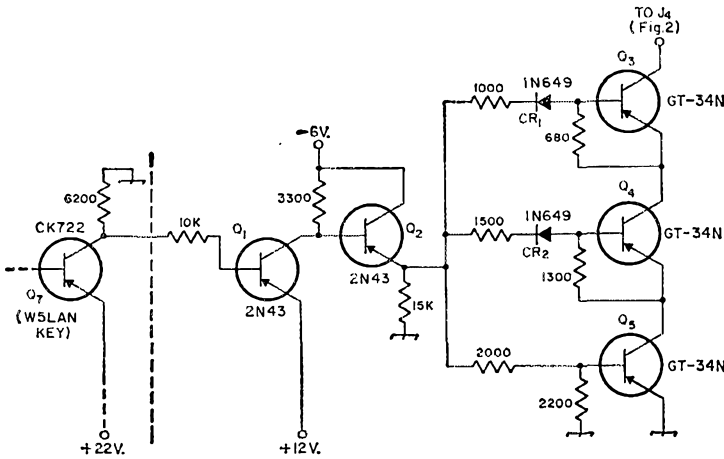 TO J4
(Fig.2)
Q3
1000
1N649
GT-34N
CR1
680
-6V.
6200
3300
Q4
CK722
10K
Q1
Q2
1500
1N649
GT-34N
CR2
1300
Q7
2N43
2N43
15K
(W5LAN
KEY)
Q5
2000
GT-34N
2200
+22V.
+12V.